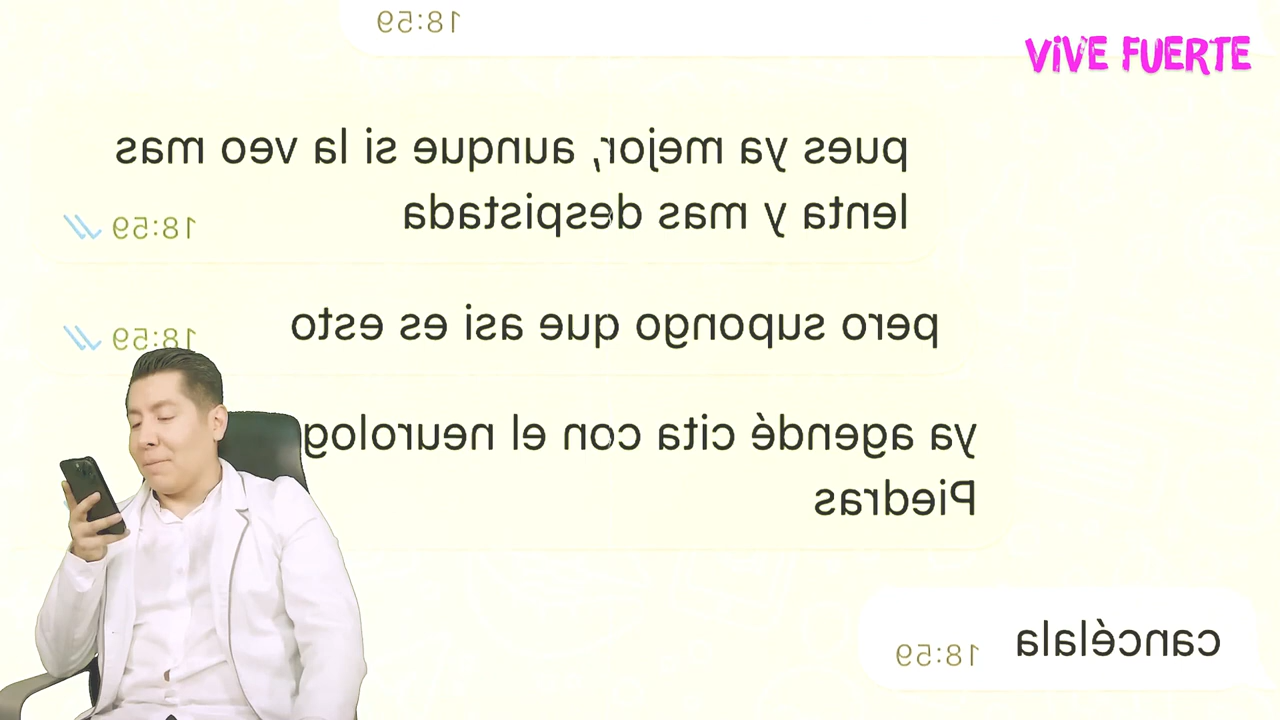 18:59
VIVE FUERTE
pues ya mejor, aunque si la veo mas
lenta y mas despistada
18:59
pero supongo que asi es esto
18:59
ya agendé cita con el
Piedras
cancélala
18:59